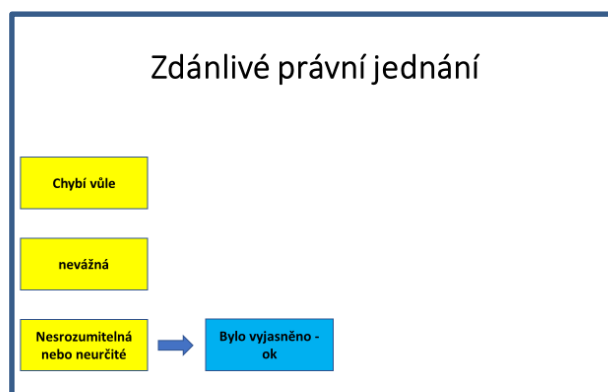 Zdánlivé právní jednání
Chybí vůle
nevážná
Nesrozumitelná
nebo neurčité
Bylo vyjasněno -
ok